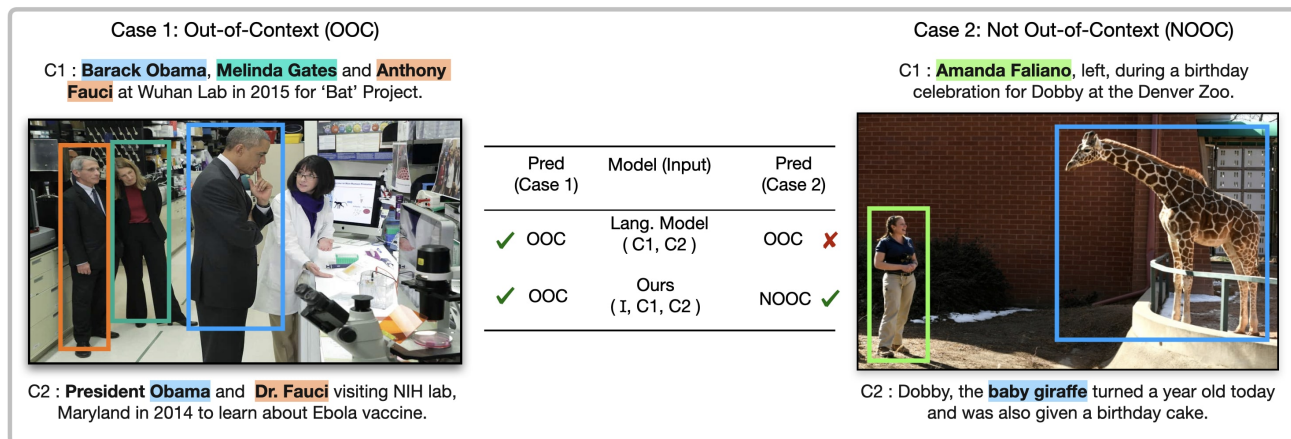 Case 1: Out-of-Context (OOC)
C1 : Barack Obama, Melinda Gates and Anthony
Fauci at Wuhan Lab in 2015 for ‘Bat’ Project.
C2 : President Obama and Dr. Fauci visiting NIH lab,
Maryland in 2014 to learn about Ebola vaccine.
Pred
(Case 1)
Model (Input)
Pred
(Case 2)
✓ OOC
Lang. Model
( C1, C2 )
OOC ✗
✓ OOC
Ours
( I, C1, C2 )
NOOC ✓
Case 2: Not Out-of-Context (NOOC)
C1 : Amanda Faliano, left, during a birthday
celebration for Dobby at the Denver Zoo.
C2 : Dobby, the baby giraffe turned a year old today
and was also given a birthday cake.